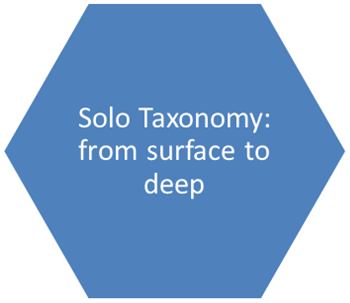 Solo Taxonomy:
from surface to
deep